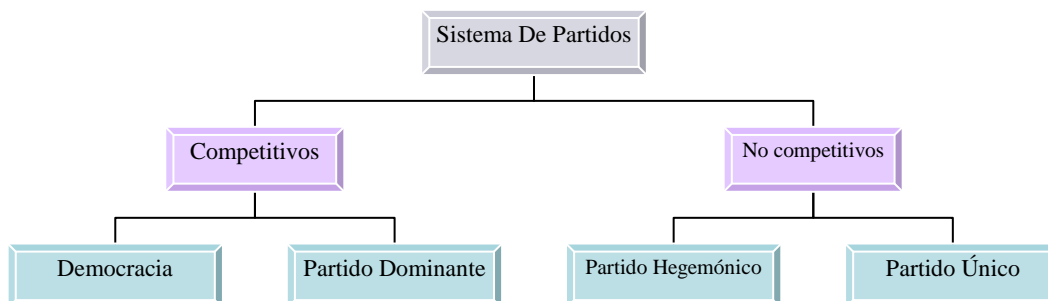 Sistema De Partidos
Competitivos
No competitivos
Democracia
Partido Dominante
Partido Hegemónico
Partido Único